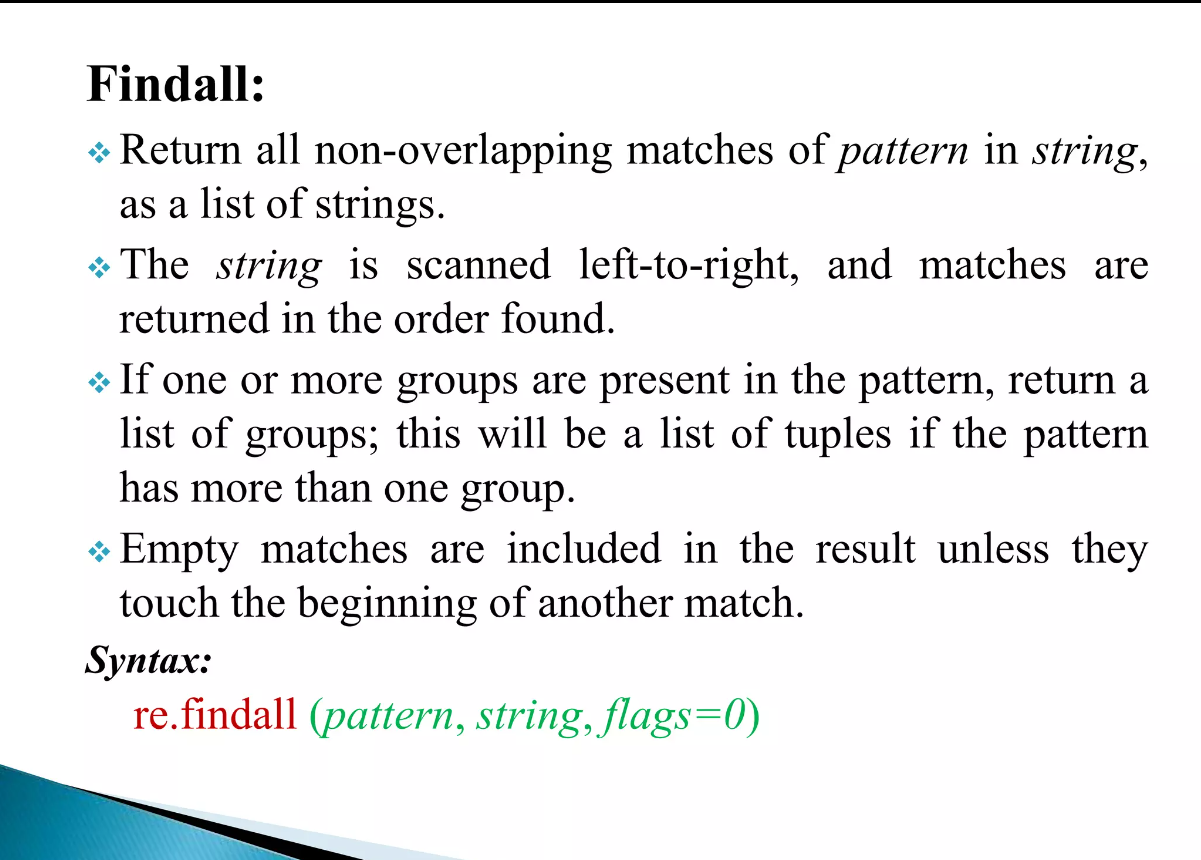 Findall:
❖ Return all non-overlapping matches of pattern in string,
as a list of strings.
❖ The string is scanned left-to-right, and matches are
returned in the order found.
❖ If one or more groups are present in the pattern, return a
list of groups; this will be a list of tuples if the pattern
has more than one group.
❖ Empty matches are included in the result unless they
touch the beginning of another match.
Syntax:
re.findall (pattern, string, flags=0)